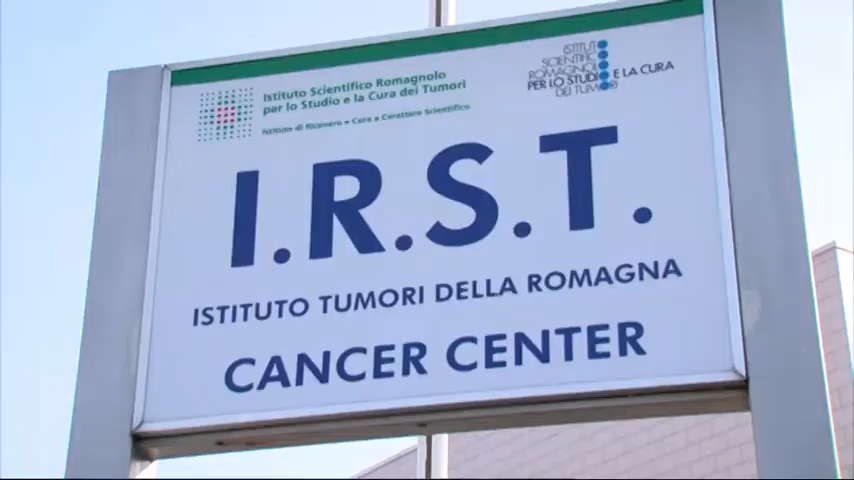 Istituto Scientifico Romagnolo
per lo Studio e la Cura dei Tumori
Istituto di Ricovero e Cura a Carattere Scientifico
ISTITUTO
SCIENTIFICO
ROMAGNOLO
PER LO STUDIO E LA CURA
DEI TUMORI
I.R.S.T.
ISTITUTO TUMORI DELLA ROMAGNA
CANCER CENTER